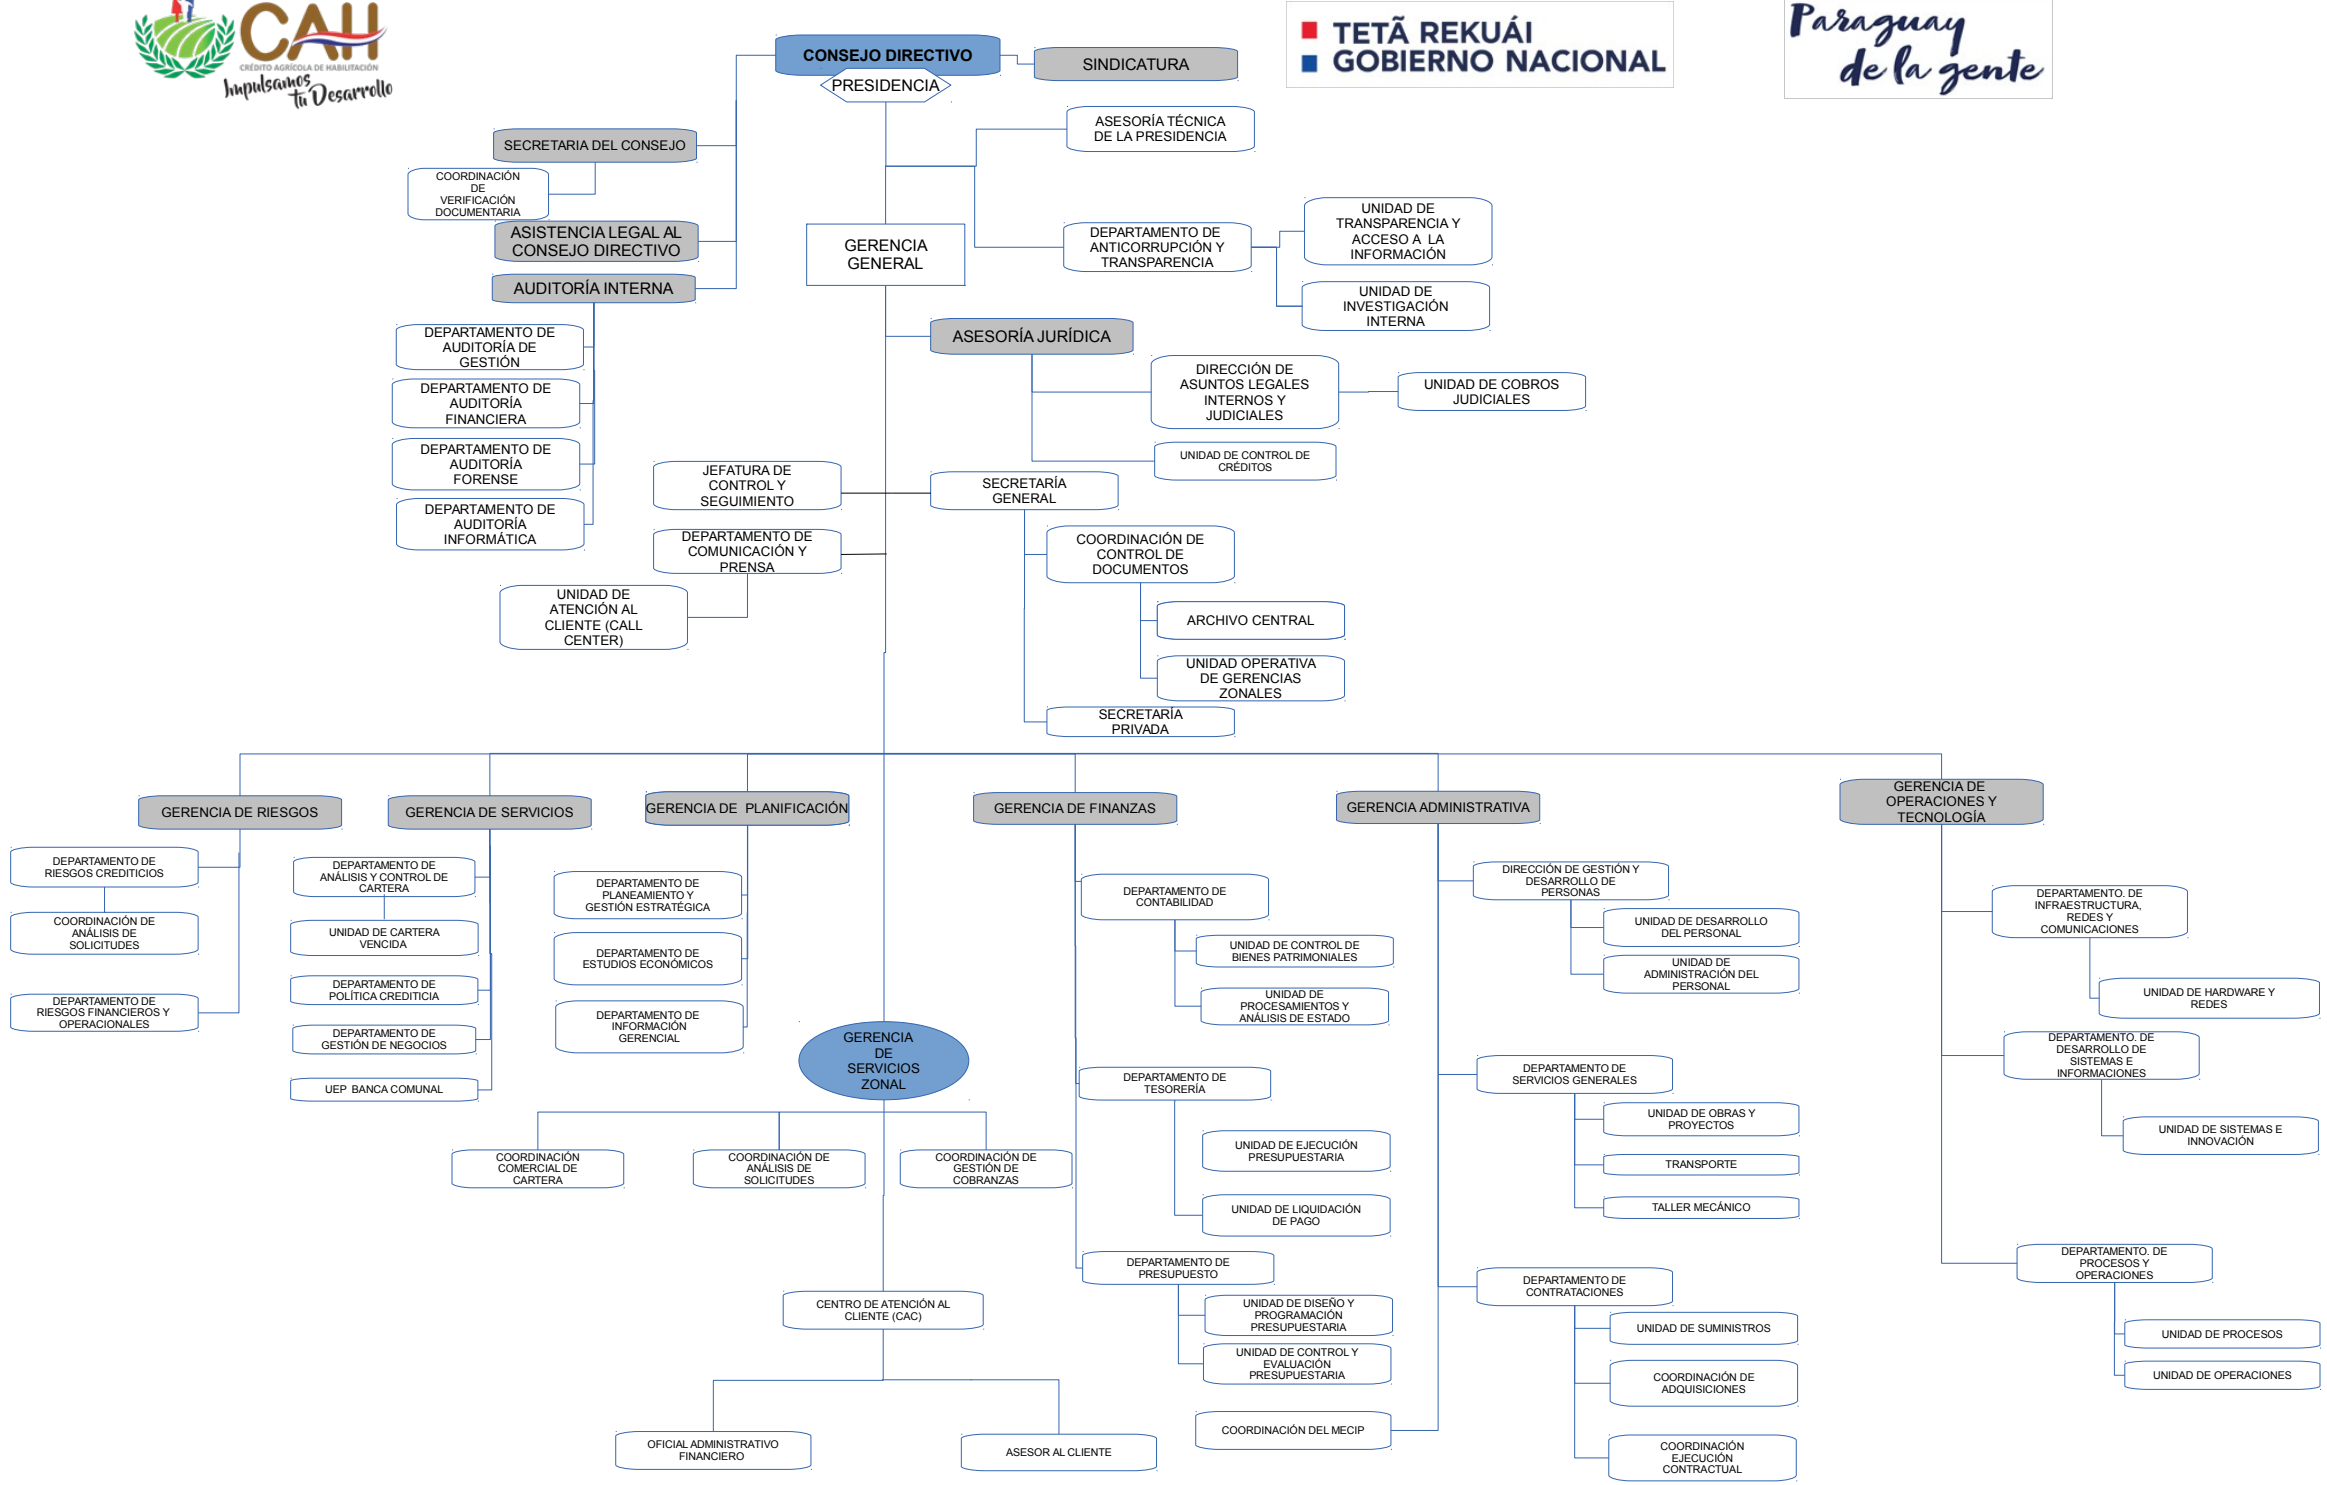 CAH
CRÉDITO AGRÍCOLA DE HABILITACIÓN
Impulsamos
tu Desarrollo
TETÃ REKUÁI
GOBIERNO NACIONAL
Paraguay
de la gente
CONSEJO DIRECTIVO
PRESIDENCIA
SINDICATURA
ASESORÍA TÉCNICA
DE LA PRESIDENCIA
SECRETARIA DEL CONSEJO
COORDINACIÓN
DE
VERIFICACIÓN
DOCUMENTARIA
ASISTENCIA LEGAL AL
CONSEJO DIRECTIVO
AUDITORÍA INTERNA
GERENCIA
GENERAL
DEPARTAMENTO DE
ANTICORRUPCIÓN Y
TRANSPARENCIA
UNIDAD DE
TRANSPARENCIA Y
ACCESO A  LA
INFORMACIÓN
UNIDAD DE
INVESTIGACIÓN
INTERNA
DEPARTAMENTO DE
AUDITORÍA DE
GESTIÓN
DEPARTAMENTO DE
AUDITORÍA
FINANCIERA
DEPARTAMENTO DE
AUDITORÍA
FORENSE
DEPARTAMENTO DE
AUDITORÍA
INFORMÁTICA
ASESORÍA JURÍDICA
DIRECCIÓN DE
ASUNTOS LEGALES
INTERNOS Y
JUDICIALES
UNIDAD DE COBROS
JUDICIALES
UNIDAD DE CONTROL DE
CRÉDITOS
JEFATURA DE
CONTROL Y
SEGUIMIENTO
SECRETARÍA
GENERAL
DEPARTAMENTO DE
COMUNICACIÓN Y
PRENSA
UNIDAD DE
ATENCIÓN AL
CLIENTE (CALL
CENTER)
COORDINACIÓN DE
CONTROL DE
DOCUMENTOS
ARCHIVO CENTRAL
UNIDAD OPERATIVA
DE GERENCIAS
ZONALES
SECRETARÍA
PRIVADA
GERENCIA DE RIESGOS
DEPARTAMENTO DE
RIESGOS CREDITICIOS
COORDINACIÓN DE
ANÁLISIS DE
SOLICITUDES
DEPARTAMENTO DE
RIESGOS FINANCIEROS Y
OPERACIONALES
GERENCIA DE SERVICIOS
DEPARTAMENTO DE
ANÁLISIS Y CONTROL DE
CARTERA
UNIDAD DE CARTERA
VENCIDA
DEPARTAMENTO DE
POLÍTICA CREDITICIA
DEPARTAMENTO DE
GESTIÓN DE NEGOCIOS
UEP  BANCA COMUNAL
GERENCIA DE  PLANIFICACIÓN
DEPARTAMENTO DE
PLANEAMIENTO Y
GESTIÓN ESTRATÉGICA
DEPARTAMENTO DE
ESTUDIOS ECONÓMICOS
DEPARTAMENTO DE
INFORMACIÓN
GERENCIAL
GERENCIA
DE
SERVICIOS
ZONAL
COORDINACIÓN
COMERCIAL DE
CARTERA
COORDINACIÓN DE
ANÁLISIS DE
SOLICITUDES
COORDINACIÓN DE
GESTIÓN DE
COBRANZAS
CENTRO DE ATENCIÓN AL
CLIENTE (CAC)
OFICIAL ADMINISTRATIVO
FINANCIERO
ASESOR AL CLIENTE
GERENCIA DE FINANZAS
DEPARTAMENTO DE
CONTABILIDAD
UNIDAD DE CONTROL DE
BIENES PATRIMONIALES
UNIDAD DE
PROCESAMIENTOS Y
ANÁLISIS DE ESTADO
DEPARTAMENTO DE
TESORERÍA
UNIDAD DE EJECUCIÓN
PRESUPUESTARIA
UNIDAD DE LIQUIDACIÓN
DE PAGO
DEPARTAMENTO DE
PRESUPUESTO
UNIDAD DE DISEÑO Y
PROGRAMACIÓN
PRESUPUESTARIA
UNIDAD DE CONTROL Y
EVALUACIÓN
PRESUPUESTARIA
GERENCIA ADMINISTRATIVA
DIRECCIÓN DE GESTIÓN Y
DESARROLLO DE
PERSONAS
UNIDAD DE DESARROLLO
DEL PERSONAL
UNIDAD DE
ADMINISTRACIÓN DEL
PERSONAL
DEPARTAMENTO DE
SERVICIOS GENERALES
UNIDAD DE OBRAS Y
PROYECTOS
TRANSPORTE
TALLER MECÁNICO
DEPARTAMENTO DE
CONTRATACIONES
UNIDAD DE SUMINISTROS
COORDINACIÓN DE
ADQUISICIONES
COORDINACIÓN
EJECUCIÓN
CONTRACTUAL
COORDINACIÓN DEL MECIP
GERENCIA DE
OPERACIONES Y
TECNOLOGÍA
DEPARTAMENTO. DE
INFRAESTRUCTURA,
REDES Y
COMUNICACIONES
UNIDAD DE HARDWARE Y
REDES
DEPARTAMENTO. DE
DESARROLLO DE
SISTEMAS E
INFORMACIONES
UNIDAD DE SISTEMAS E
INNOVACIÓN
DEPARTAMENTO. DE
PROCESOS Y
OPERACIONES
UNIDAD DE PROCESOS
UNIDAD DE OPERACIONES